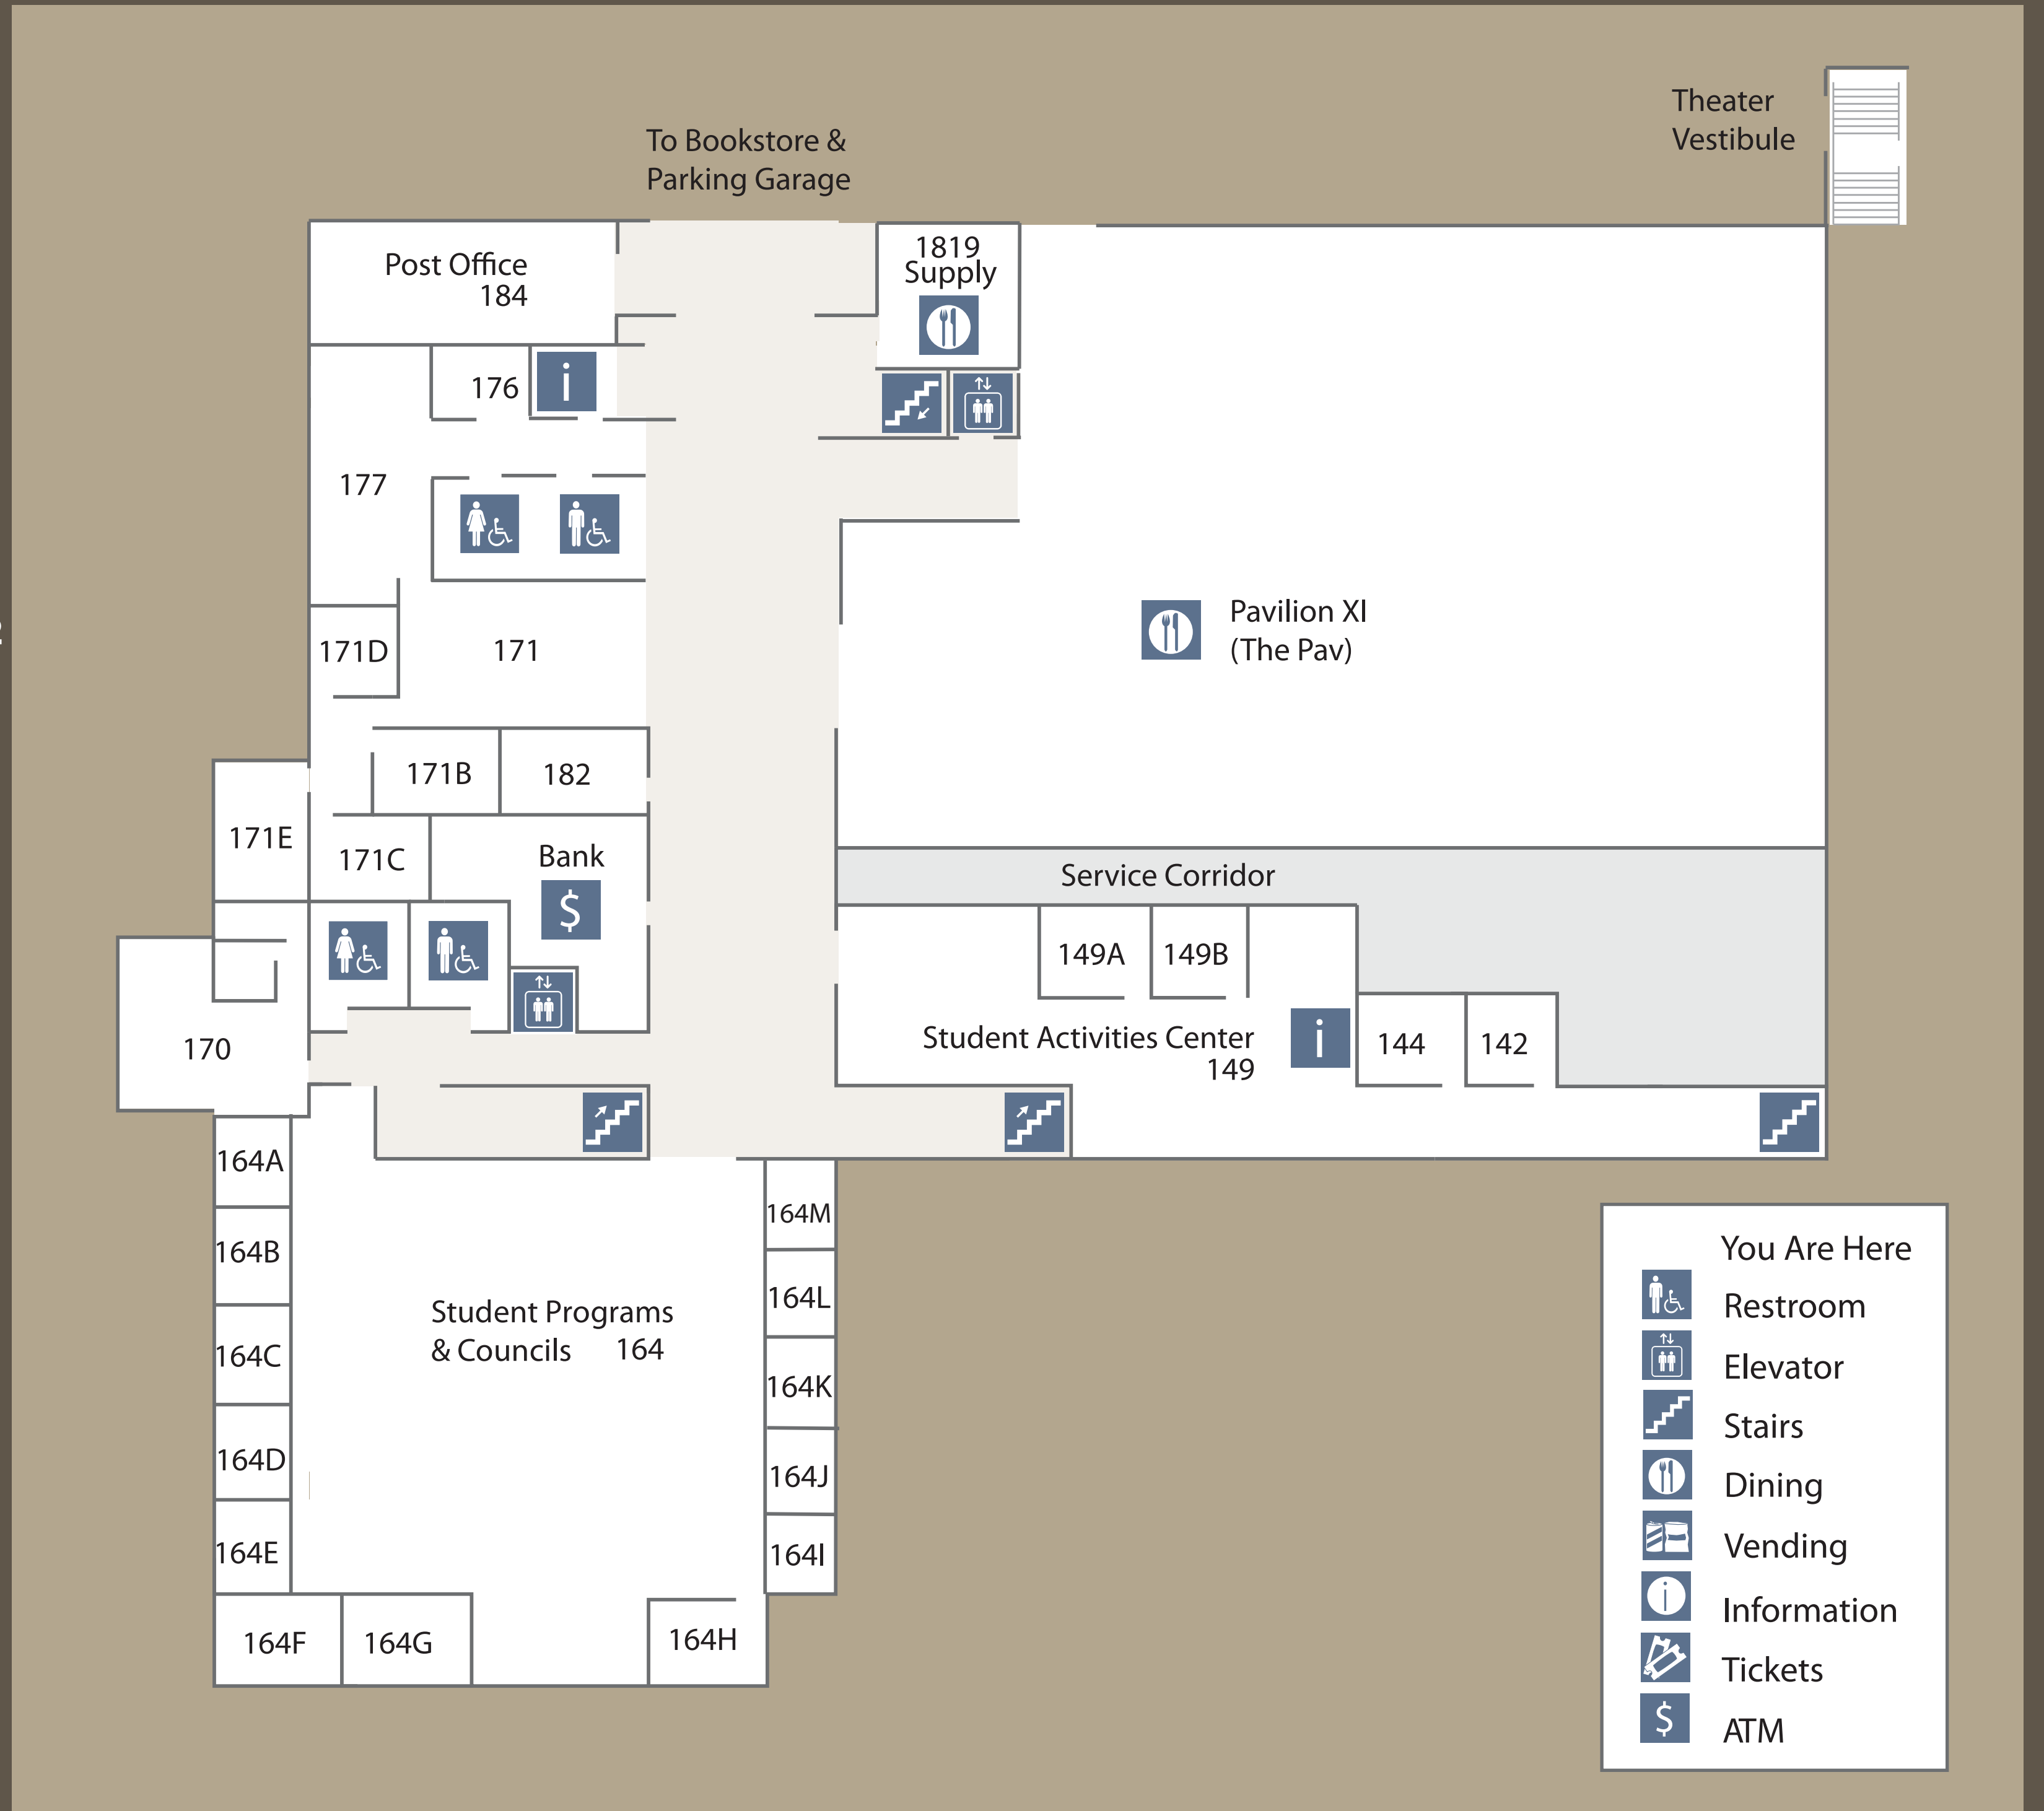 Theater
Vestibule
To Bookstore &
Parking Garage
Post Office
184
1819
Supply
176
i
177
171D
171
Pavilion XI
(The Pav)
171B
182
171E
171C
Bank
$
Service Corridor
149A
149B
Student Activities Center
149
i
144
142
170
164A
164B
164C
164D
164E
164F
164G
164H
Student Programs
& Councils 164
164M
164L
164K
164J
164I
You Are Here
Restroom
Elevator
Stairs
Dining
Vending
i
Information
Tickets
$
ATM